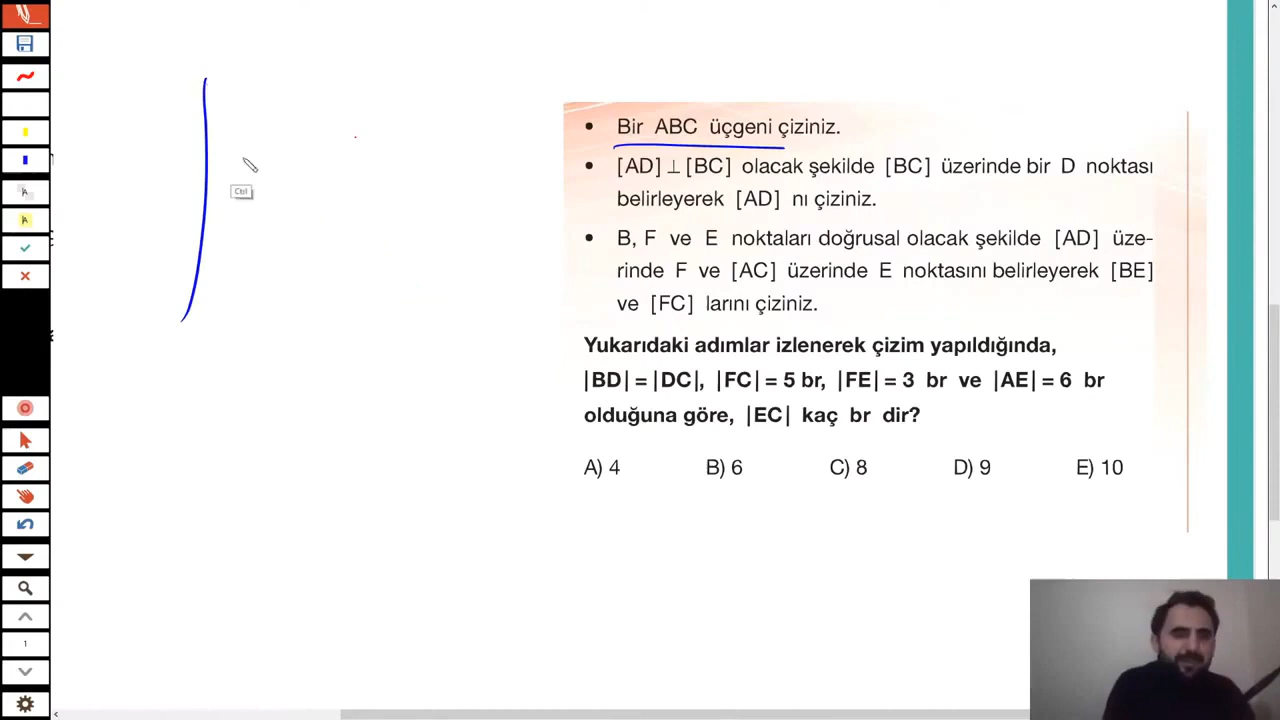 • Bir ABC üçgeni çiziniz.
• [AD] ⊥ [BC] olacak şekilde [BC] üzerinde bir D noktası
belirleyerek [AD] nı çiziniz.
• B, F ve E noktaları doğrusal olacak şekilde [AD] üze-
rinde F ve [AC] üzerinde E noktasını belirleyerek [BE]
ve [FC] larını çiziniz.
Yukarıdaki adımlar izlenerek çizim yapıldığında,
|BD| = |DC|, |FC| = 5 br, |FE| = 3 br ve |AE| = 6 br
olduğuna göre, |EC| kaç br dir?
A) 4 B) 6 C) 8 D) 9 E) 10
Ctrl
A
A
1